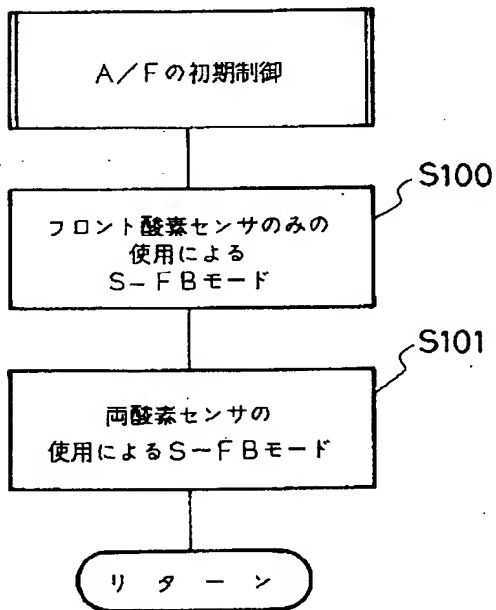 A/Fの初期制御
S100
フロント酸素センサのみの
使用による
S-FBモード
S101
両酸素センサの
使用によるS-FBモード
リターン